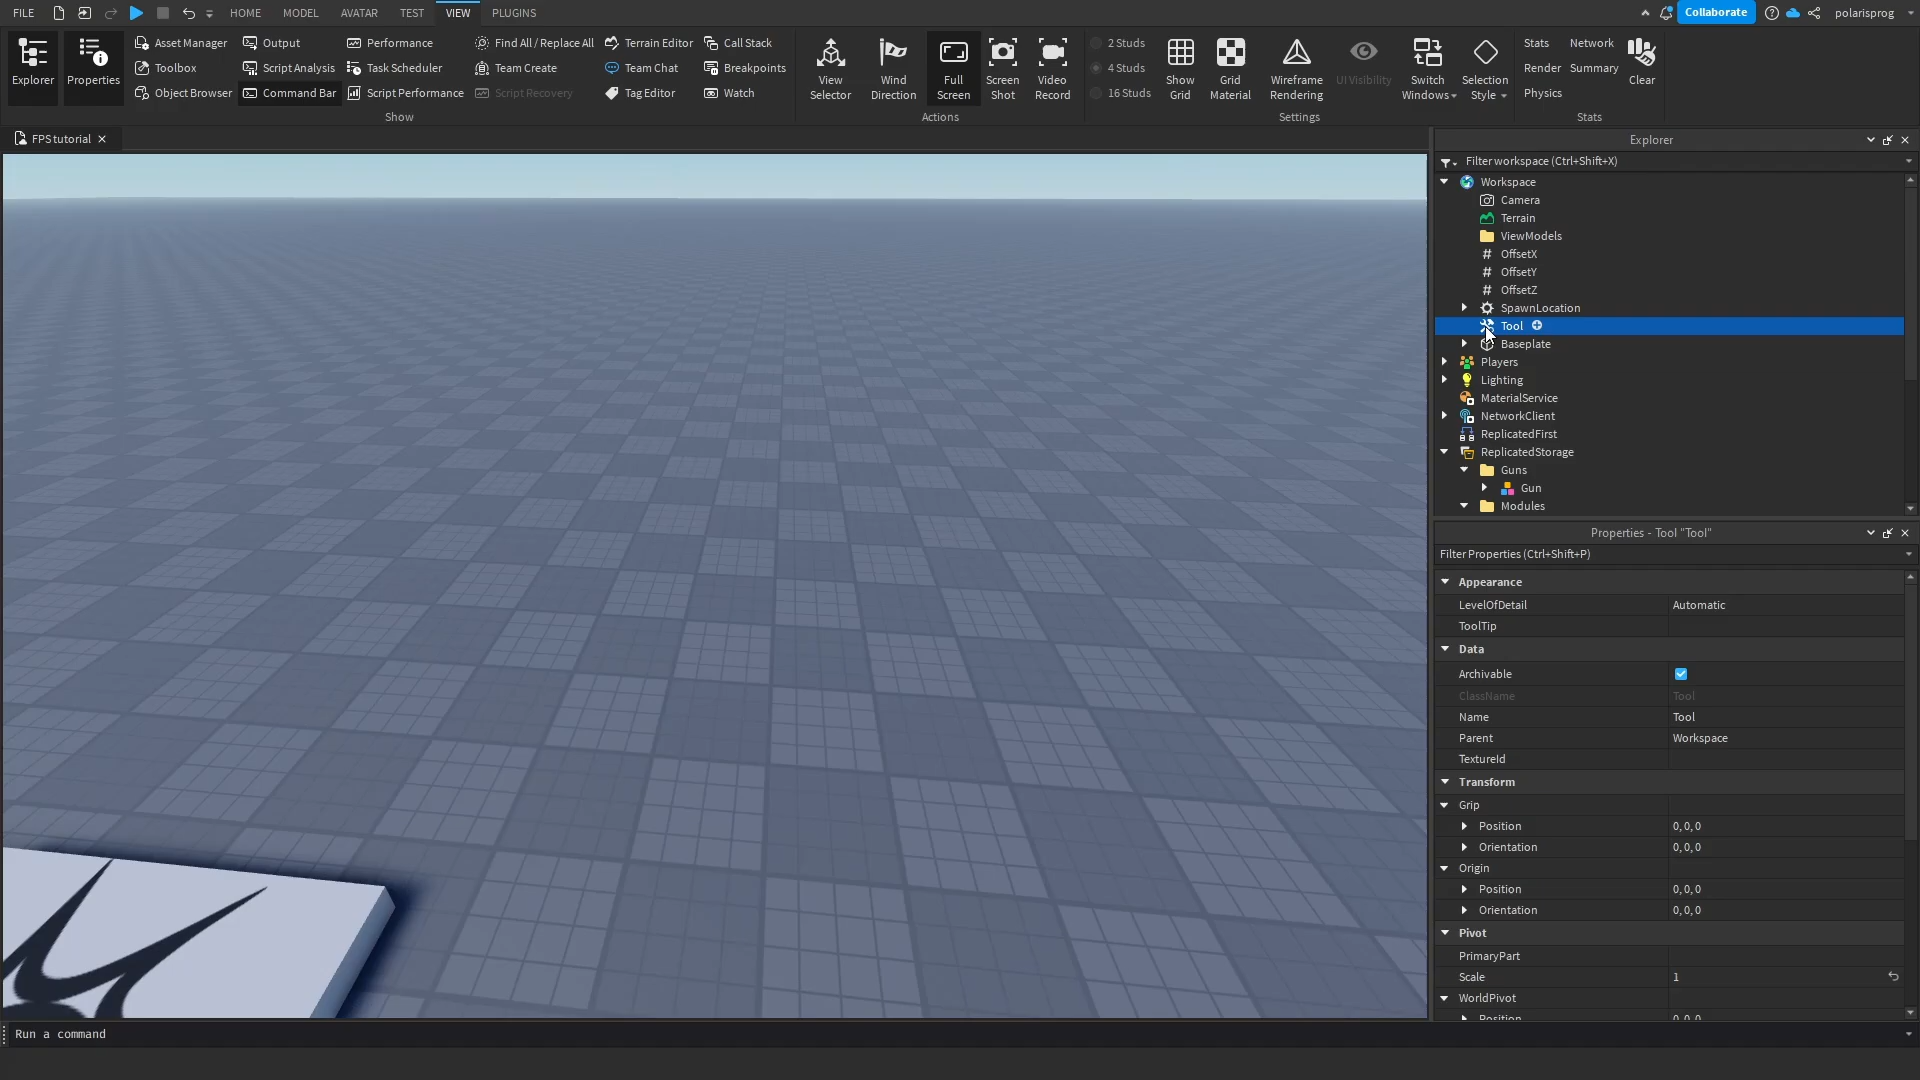 FILE HOME MODEL AVATAR TEST VIEW PLUGINS Collaborate polarisprog
Explorer
Properties
Asset Manager
Toolbox
Object Browser
Output
Script Analysis
Command Bar
Performance
Task Scheduler
Script Performance
Find All / Replace All
Team Create
Script Recovery
Terrain Editor
Team Chat
Tag Editor
Call Stack
Breakpoints
Watch
Show
View
Selector
Wind
Direction
Full
Screen
Screen
Shot
Video
Record
Actions
2 Studs
4 Studs
16 Studs
Show
Grid
Grid
Material
Wireframe
Rendering
UI Visibility
Switch
Windows
Selection
Style
Settings
Stats
Render
Physics
Network
Summary
Clear
Stats
FPS tutorial
Explorer
Filter workspace (Ctrl+Shift+X)
Workspace
Camera
Terrain
ViewModels
OffsetX
OffsetY
OffsetZ
SpawnLocation
Tool
Baseplate
Players
Lighting
MaterialService
NetworkClient
ReplicatedFirst
ReplicatedStorage
Guns
Gun
Modules
Properties - Tool "Tool"
Filter Properties (Ctrl+Shift+P)
Appearance
LevelOfDetail Automatic
ToolTip
Data
Archivable
ClassName Tool
Name Tool
Parent Workspace
TextureId
Transform
Grip
Position 0, 0, 0
Orientation 0, 0, 0
Origin
Position 0, 0, 0
Orientation 0, 0, 0
Pivot
PrimaryPart
Scale 1
WorldPivot
Position 0, 0, 0
Run a command